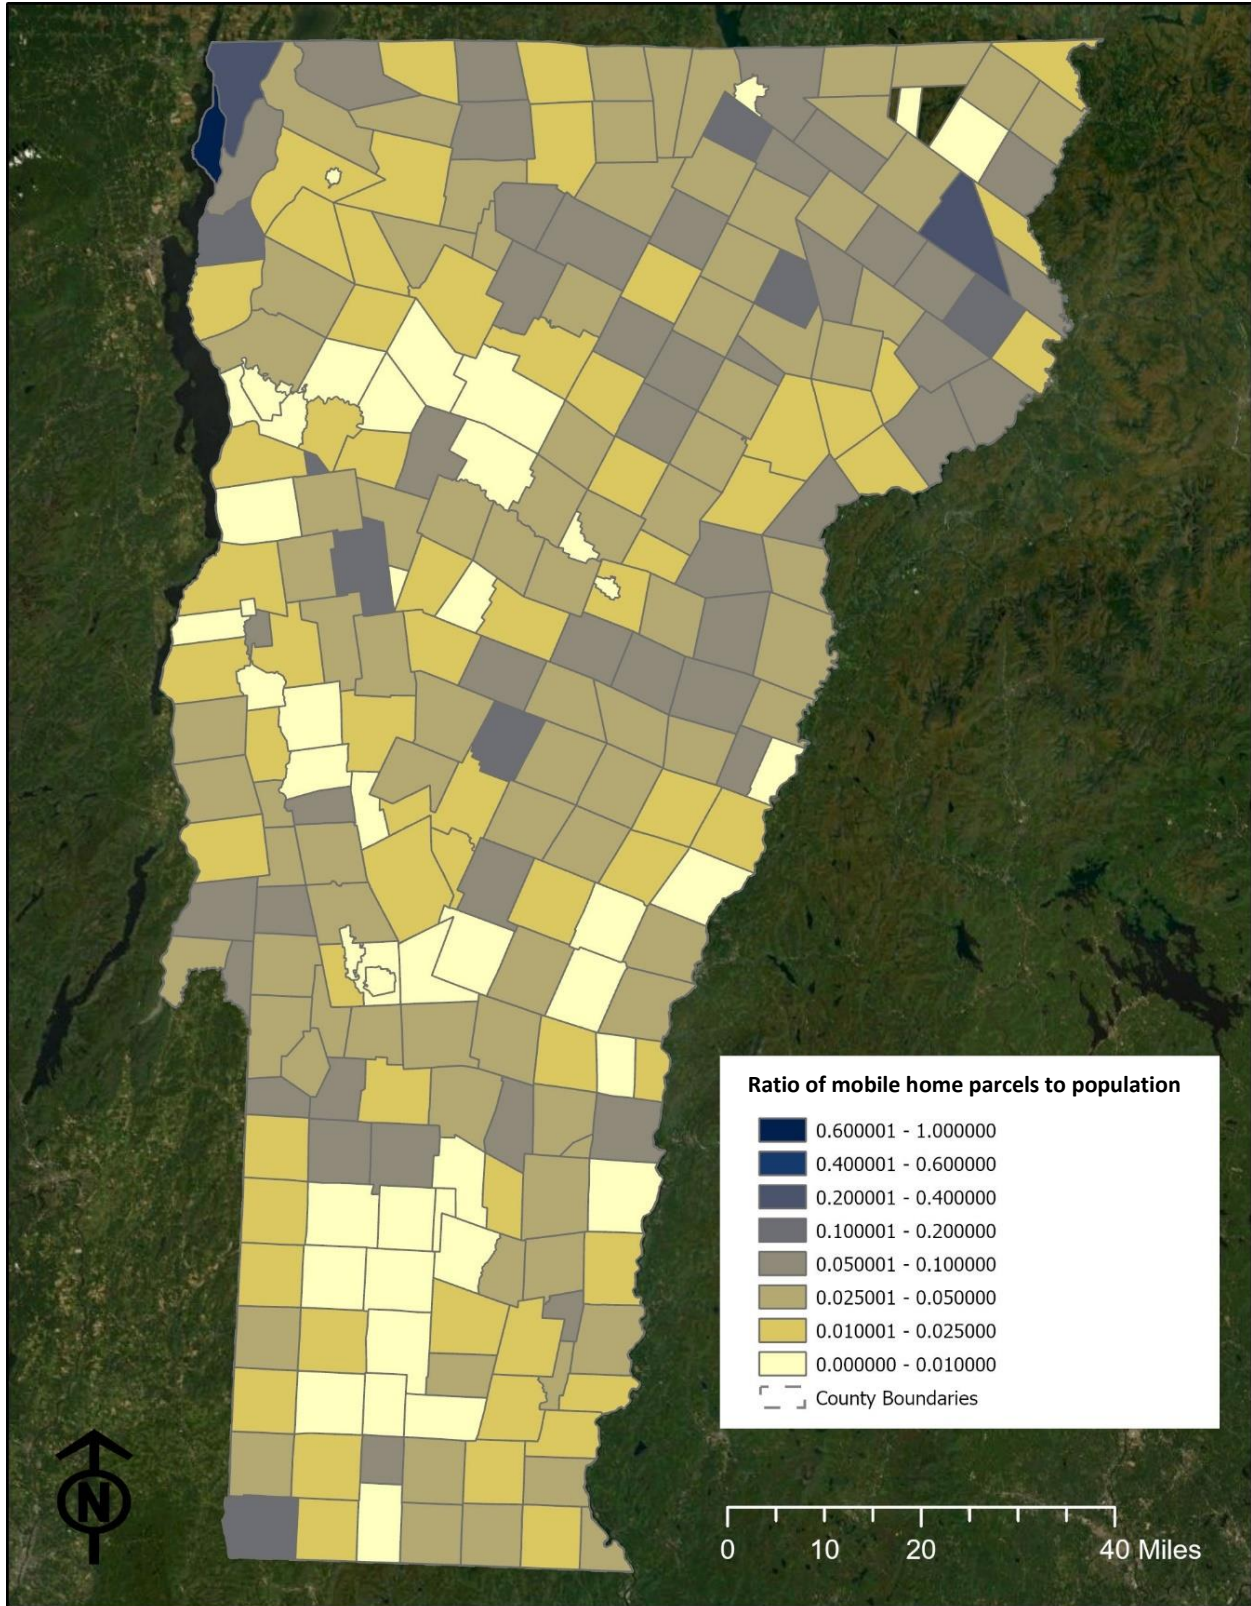 Ratio of mobile home parcels to population
0.600001 - 1.000000
0.400001 - 0.600000
0.200001 - 0.400000
0.100001 - 0.200000
0.050001 - 0.100000
0.025001 - 0.050000
0.010001 - 0.025000
0.000000 - 0.010000
County Boundaries
N
0 10 20 40 Miles